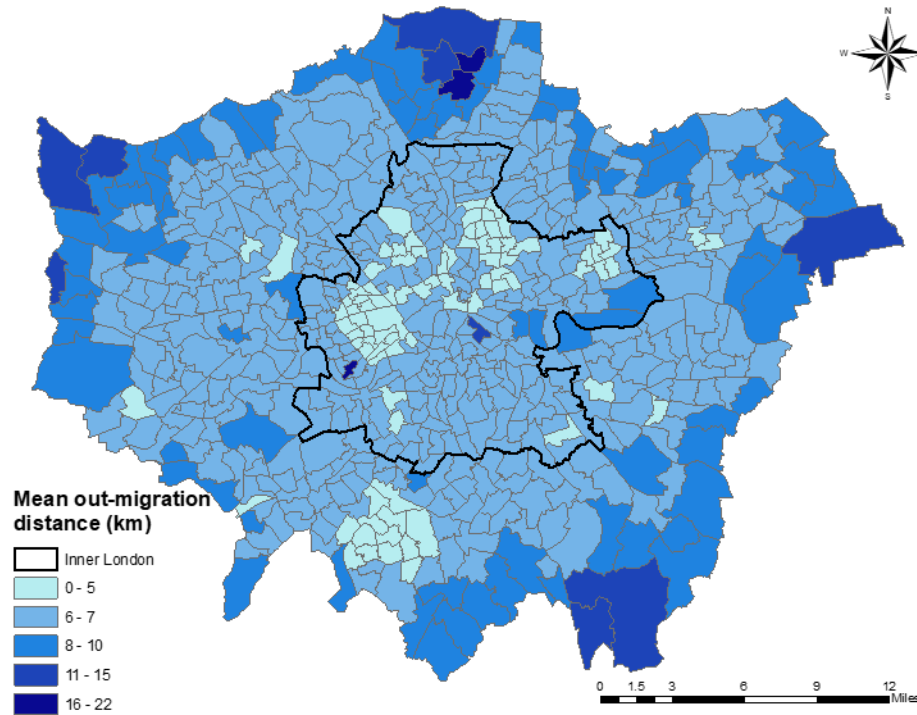 N
W E
S
Mean out-migration
distance (km)
Inner London
0 - 5
6 - 7
8 - 10
11 - 15
16 - 22
0 1.5 3 6 9 12
Miles